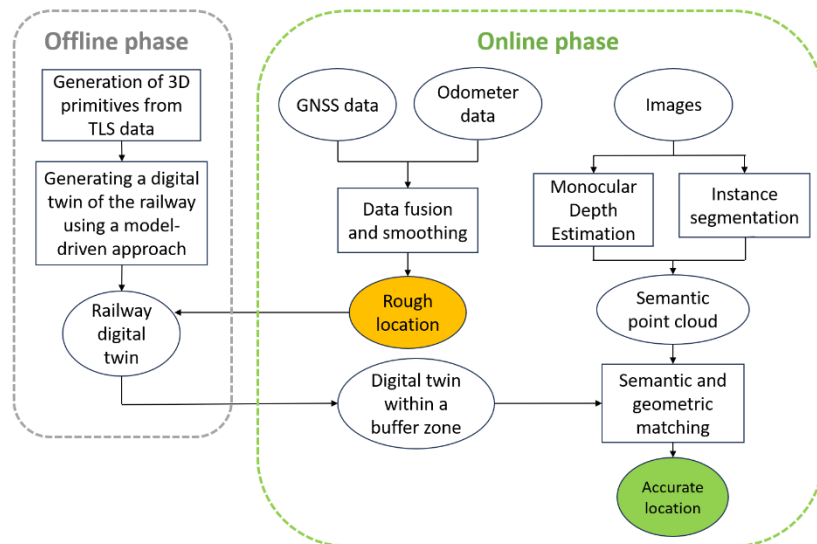 Offline phase
Generation of 3D
primitives from
TLS data
Generating a digital
twin of the railway
using a model-
driven approach
Railway
digital
twin
Online phase
GNSS data
Odometer
data
Images
Data fusion
and smoothing
Monocular
Depth
Estimation
Instance
segmentation
Rough
location
Semantic
point cloud
Digital twin
within a
buffer zone
Semantic and
geometric
matching
Accurate
location